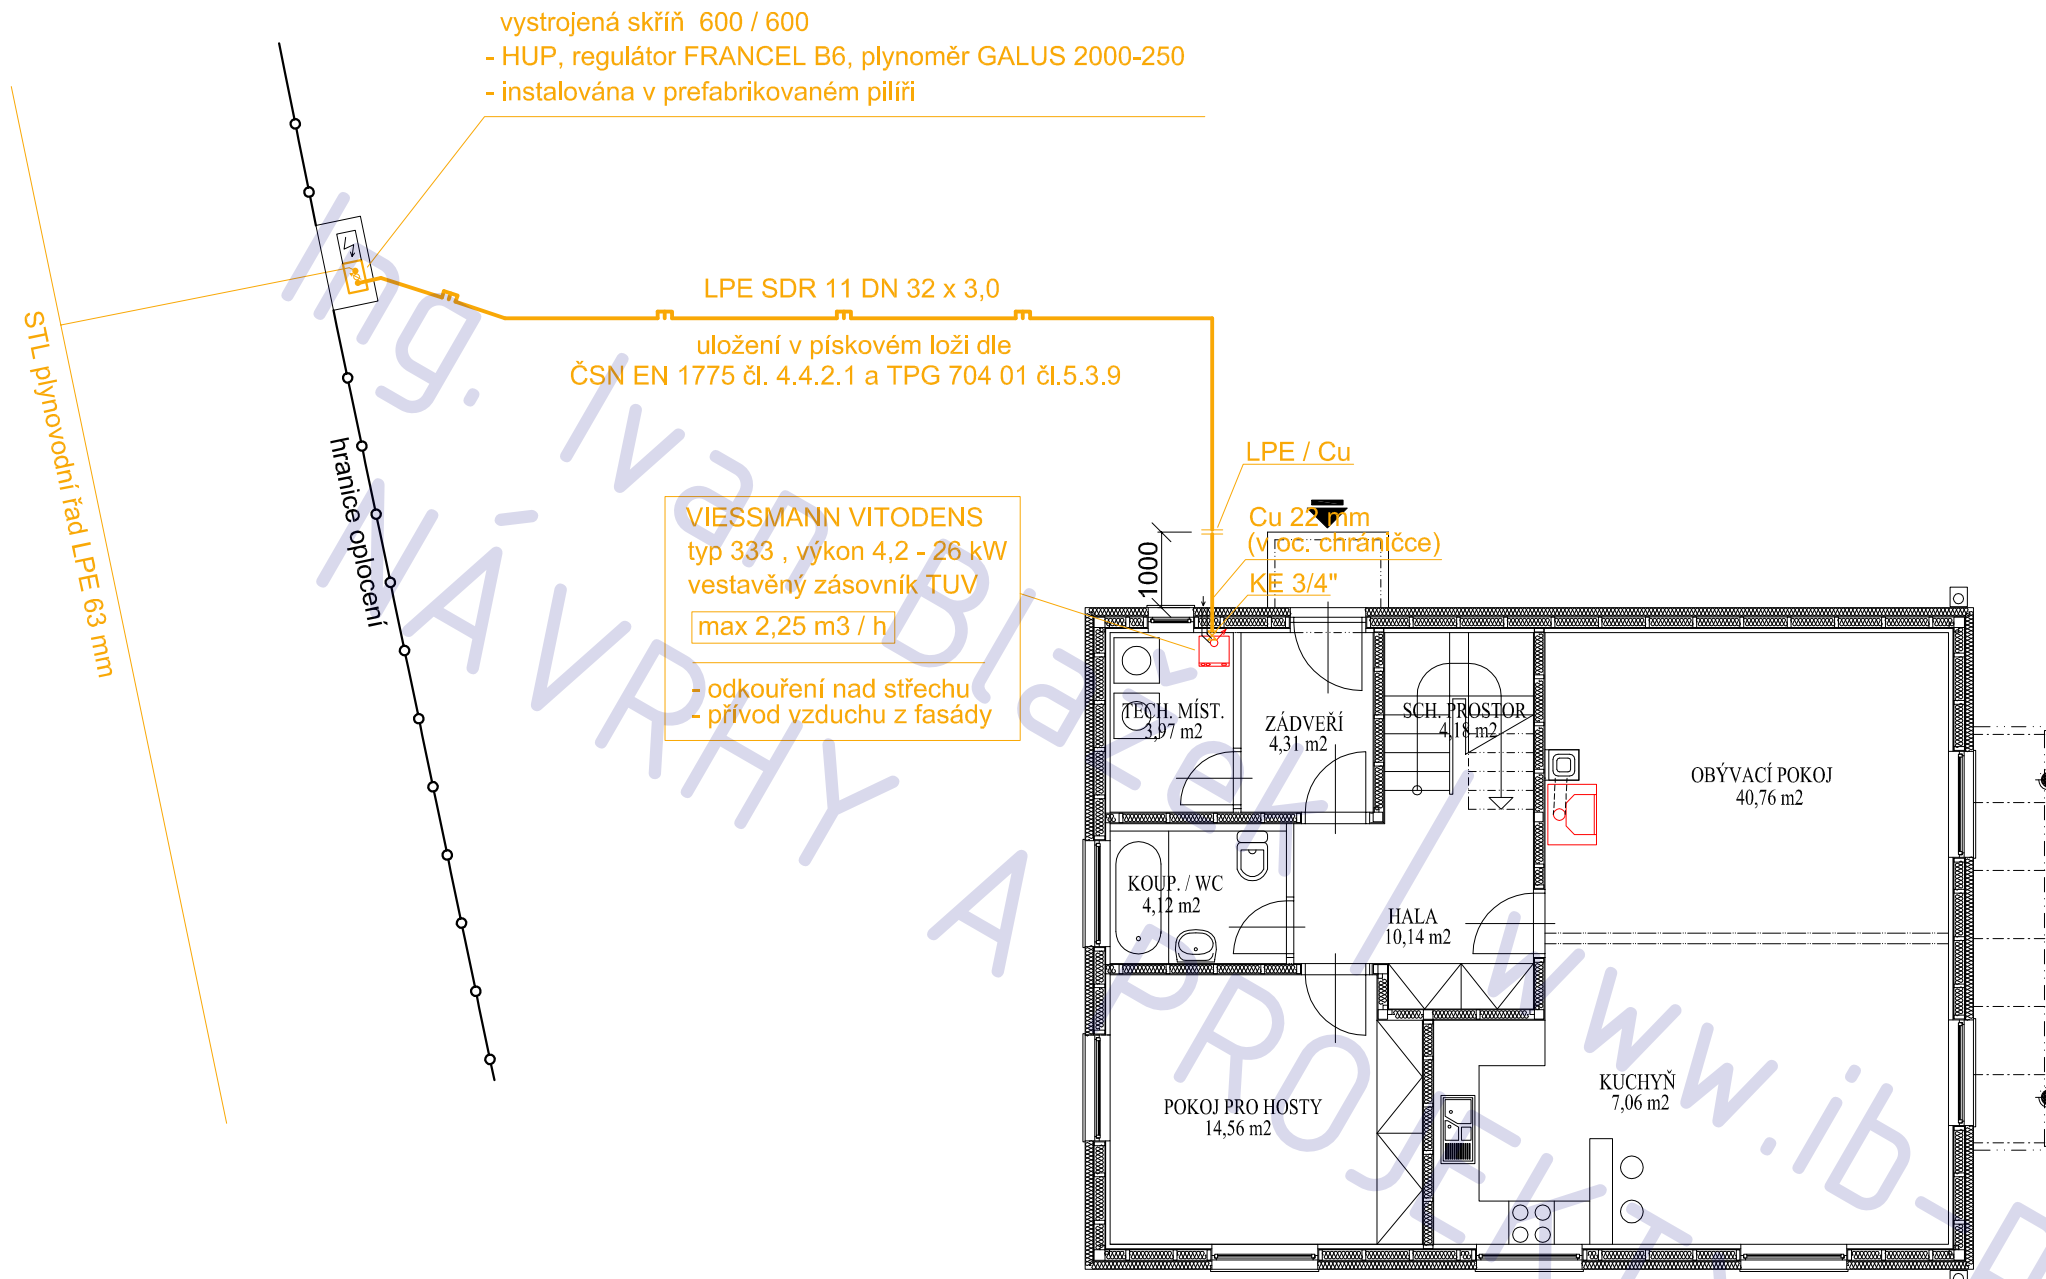 vystrojená skříň 600 / 600
- HUP, regulátor FRANCEL B6, plynoměr GALUS 2000-250
- instalována v prefabrikovaném pilíři
LPE SDR 11 DN 32 x 3,0
uložení v pískovém loži dle
ČSN EN 1775 čl. 4.4.2.1 a TPG 704 01 čl.5.3.9
STL plynovodní řad LPE 63 mm
hranice oplocení
LPE / Cu
Cu 22 mm
(v oc. chráničce)
KE 3/4"
1000
VIESSMANN VITODENS
typ 333 , výkon 4,2 - 26 kW
vestavěný zásovník TUV
max 2,25 m3 / h
- odkouření nad střechu
- přívod vzduchu z fasády
TECH. MÍST.
3,97 m2
ZÁDVEŘÍ
4,31 m2
SCH. PROSTOR
4,18 m2
OBÝVACÍ POKOJ
40,76 m2
KOUP. / WC
4,12 m2
HALA
10,14 m2
POKOJ PRO HOSTY
14,56 m2
KUCHYŇ
7,06 m2
Ing. Ivan Blažek / www.ib-p
NÁVRHY A PROJEKTY